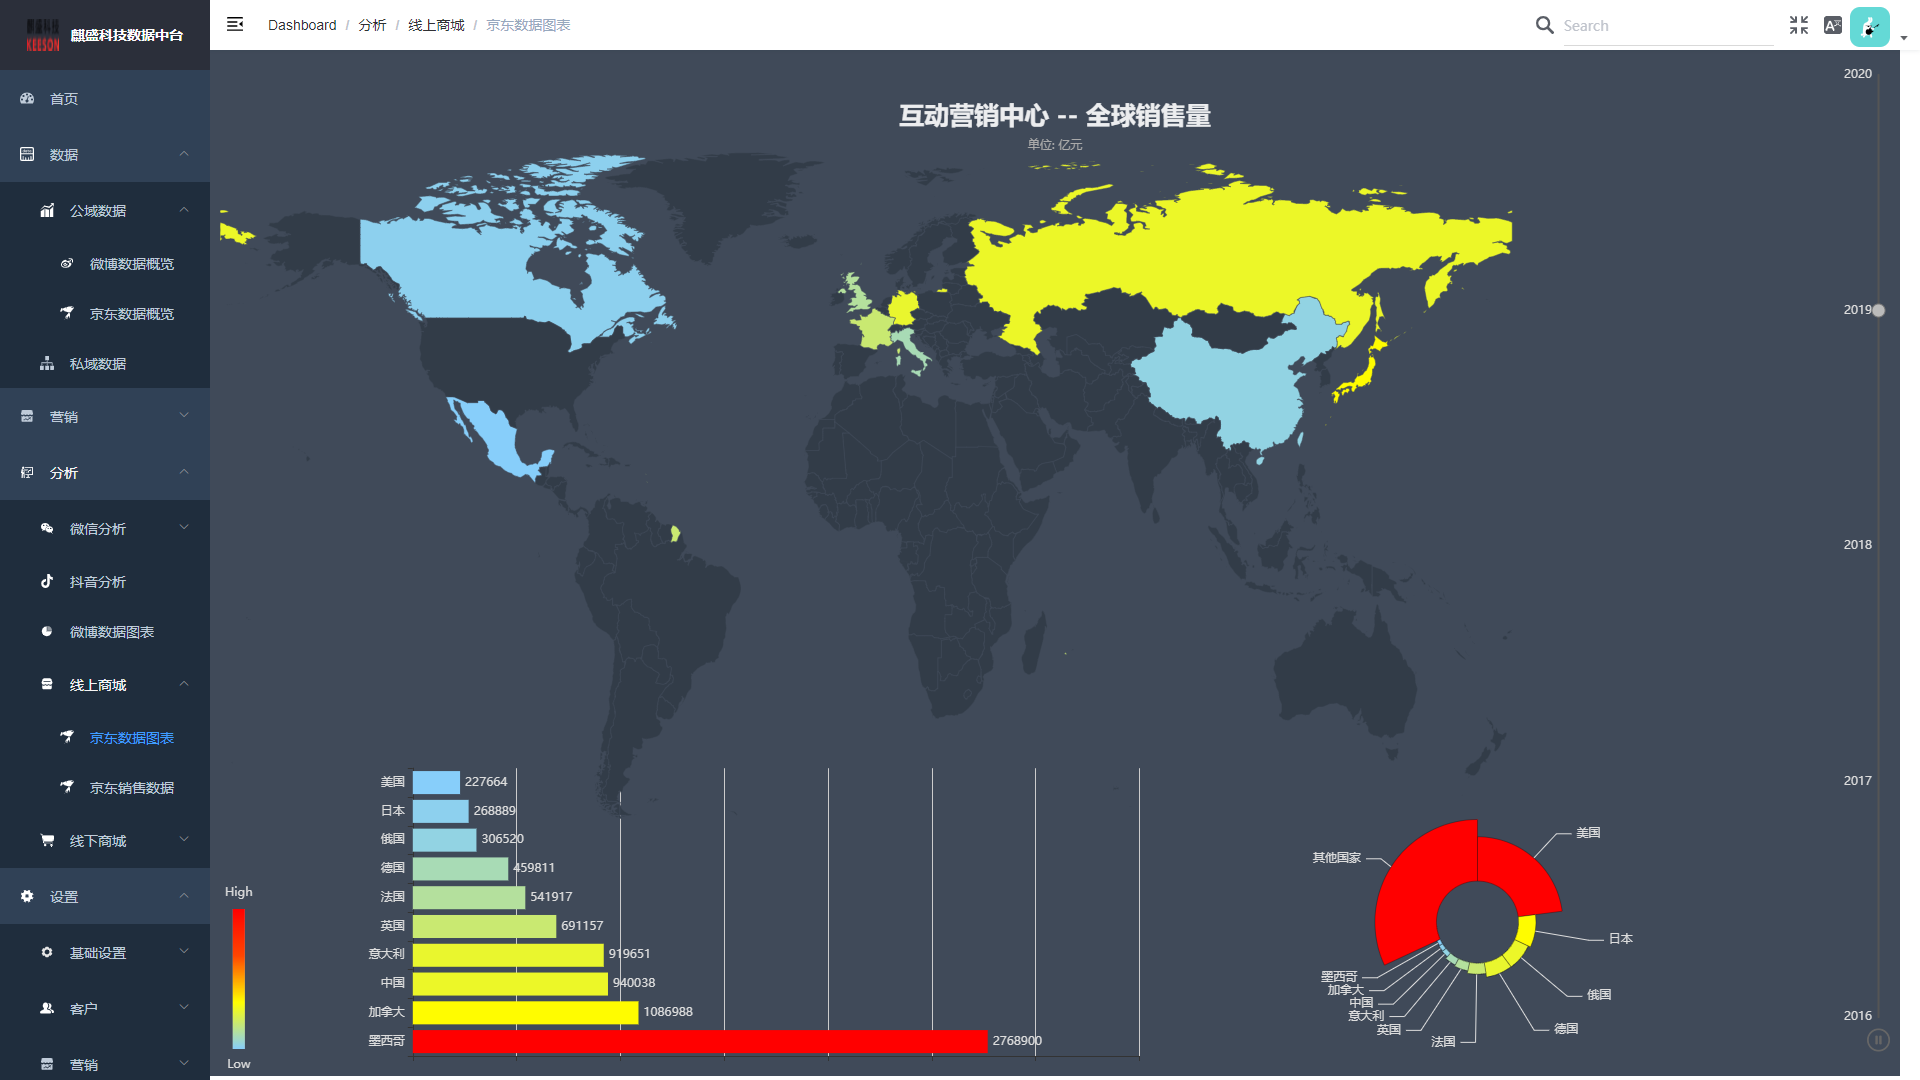 KEESON
麒盛科技数据中台
Dashboard / 分析 / 线上商城 / 京东数据图表
Search
首页
数据
公域数据
微博数据概览
京东数据概览
私域数据
营销
分析
微信分析
抖音分析
微博数据图表
线上商城
京东数据图表
京东销售数据
线下商城
设置
基础设置
客户
营销
互动营销中心 -- 全球销售量
单位: 亿元
2020
2019
2018
2017
2016
High
Low
美国 227664
日本 268889
俄国 306520
德国 459811
法国 541917
英国 691157
意大利 919651
中国 940038
加拿大 1086988
墨西哥 2768900
美国
其他国家
日本
墨西哥
加拿大
俄国
中国
意大利
英国
德国
法国